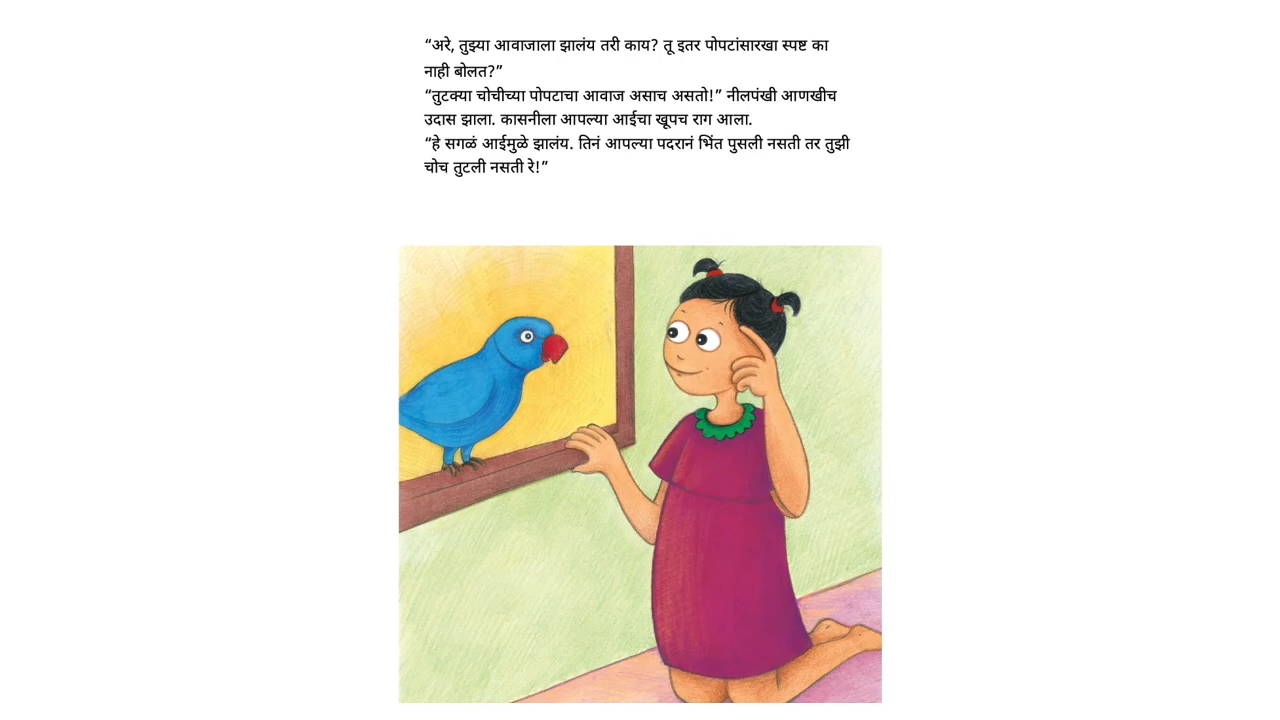 “अरे, तुझ्या आवाजाला झालंय तरी काय? तू इतर पोपटांसारखा स्पष्ट का
नाही बोलत?”
“तुटक्या चोचीच्या पोपटाचा आवाज असाच असतो!” नीलपंखी आणखीच
उदास झाला. कासनीला आपल्या आईचा खूपच राग आला.
“हे सगळं आईमुळे झालंय. तिनं आपल्या पदरानं भिंत पुसली नसती तर तुझी
चोच तुटली नसती रे!”